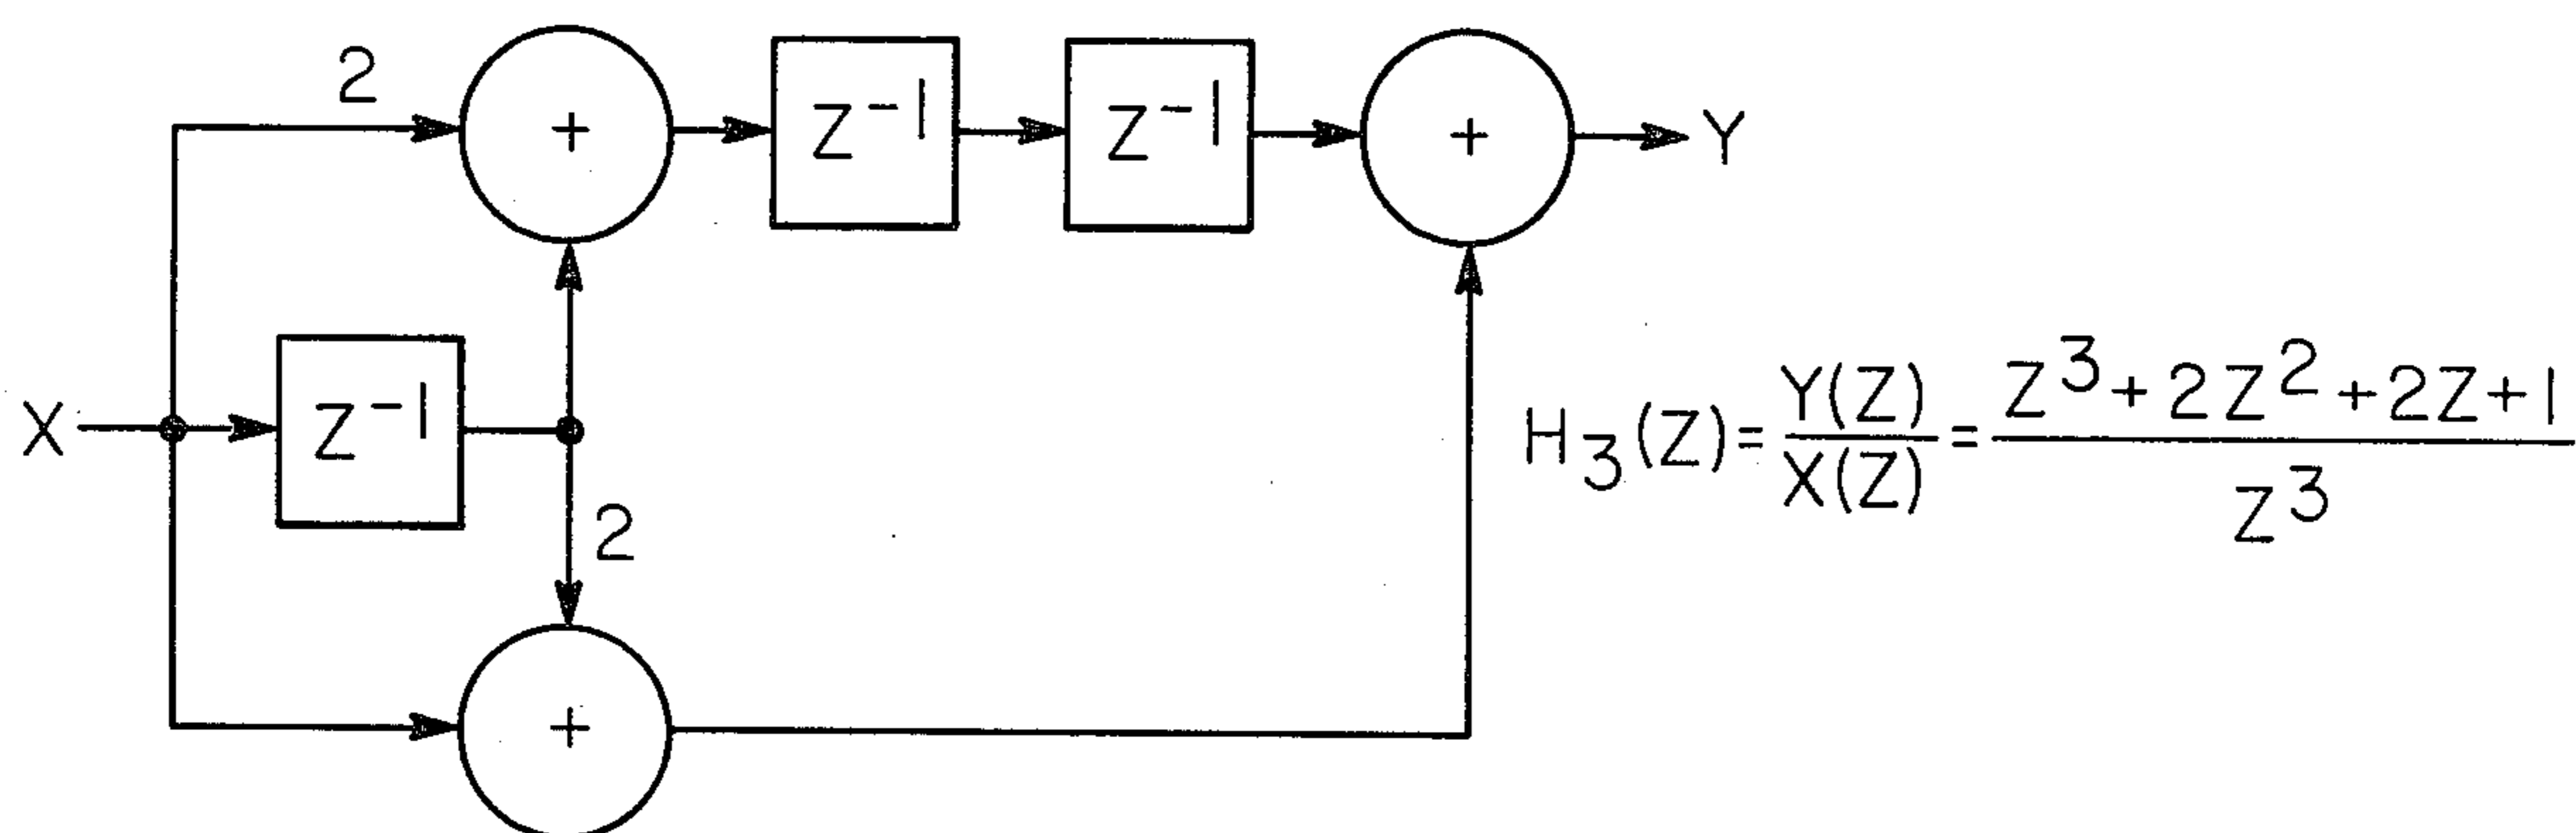 2
+
Z⁻¹
Z⁻¹
+
Y
X
Z⁻¹
2
+
H₃(Z) = Y(Z)/X(Z) = (Z³ + 2Z² + 2Z + 1)/Z³